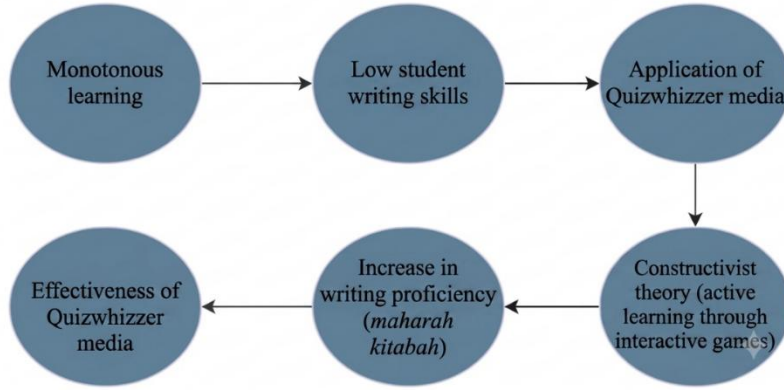 Monotonous
learning
Low student
writing skills
Application of
Quizwhizzer media
Constructivist
theory (active
learning through
interactive games)
Increase in
writing proficiency
(maharah
kitabah)
Effectiveness of
Quizwhizzer
media